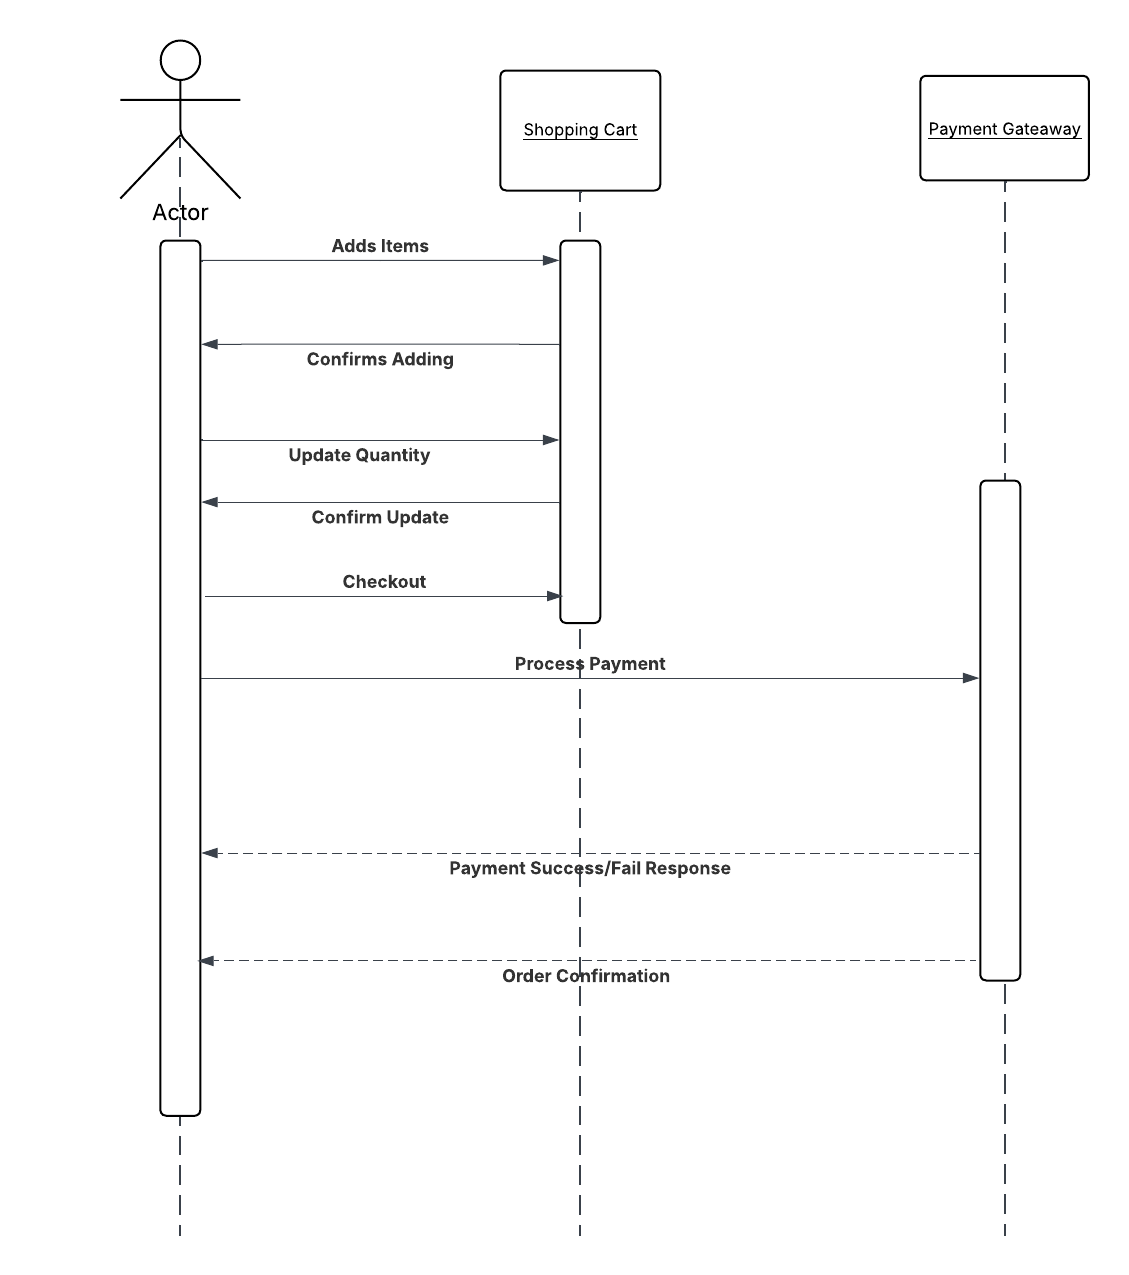 Shopping Cart
Payment Gateaway
Actor
Adds Items
Confirms Adding
Update Quantity
Confirm Update
Checkout
Process Payment
Payment Success/Fail Response
Order Confirmation